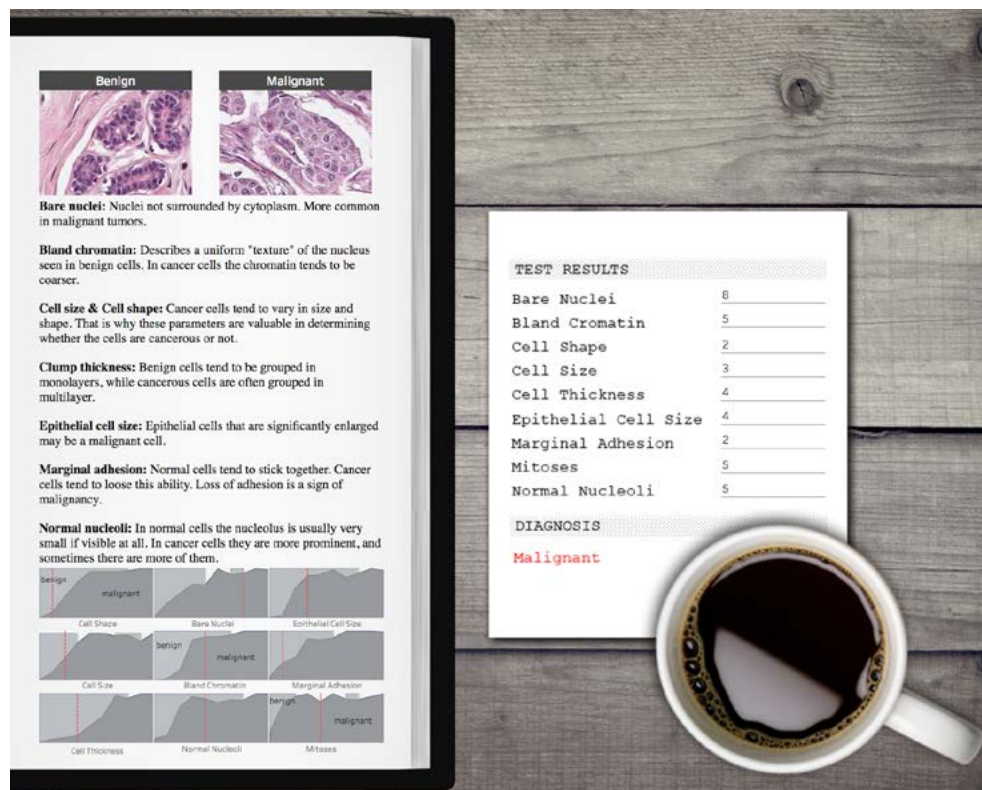 Benign
Malignant
Bare nuclei: Nuclei not surrounded by cytoplasm. More common
in malignant tumors.
Bland chromatin: Describes a uniform "texture" of the nucleus
seen in benign cells. In cancer cells the chromatin tends to be
coarser.
Cell size & Cell shape: Cancer cells tend to vary in size and
shape. That is why these parameters are valuable in determining
whether the cells are cancerous or not.
Clump thickness: Benign cells tend to be grouped in
monolayers, while cancerous cells are often grouped in
multilayer.
Epithelial cell size: Epithelial cells that are significantly enlarged
may be a malignant cell.
Marginal adhesion: Normal cells tend to stick together. Cancer
cells tend to loose this ability. Loss of adhesion is a sign of
malignancy.
Normal nucleoli: In normal cells the nucleolus is usually very
small if visible at all. In cancer cells they are more prominent, and
sometimes there are more of them.
benign
malignant
Cell Shape
Bare Nuclei
Epithelial Cell Size
benign
malignant
Cell Size
Bland Chromatin
Marginal Adhesion
benign
malignant
Cell Thickness
Normal Nucleoli
Mitoses
TEST RESULTS
Bare Nuclei 8
Bland Cromatin 5
Cell Shape 2
Cell Size 3
Cell Thickness 4
Epithelial Cell Size 4
Marginal Adhesion 2
Mitoses 5
Normal Nucleoli 5
DIAGNOSIS
Malignant